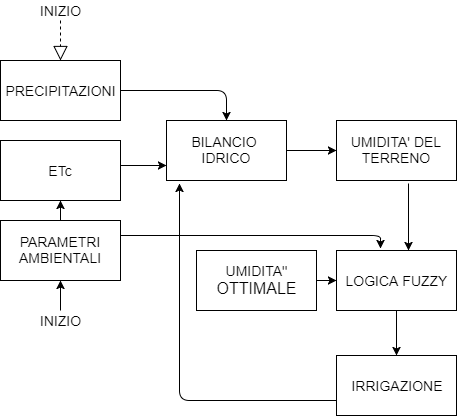 INIZIO
PRECIPITAZIONI
BILANCIO
IDRICO
UMIDITA' DEL
TERRENO
ETc
PARAMETRI
AMBIENTALI
UMIDITA''
OTTIMALE
LOGICA FUZZY
INIZIO
IRRIGAZIONE